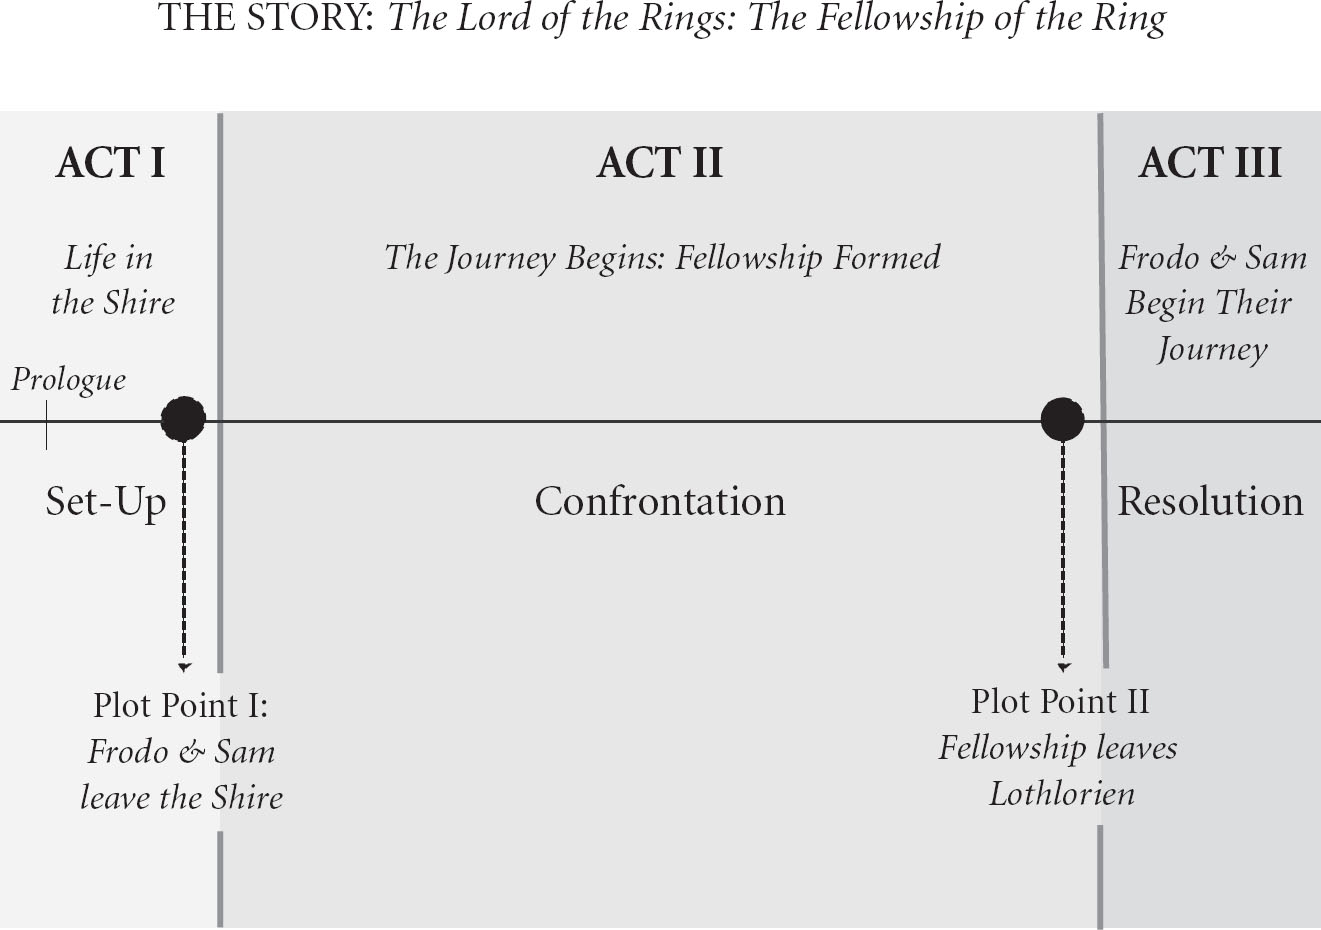 THE STORY: The Lord of the Rings: The Fellowship of the Ring
ACT I
ACT II
ACT III
Life in
the Shire
The Journey Begins: Fellowship Formed
Frodo & Sam
Begin Their
Journey
Prologue
Set-Up
Confrontation
Resolution
Plot Point I:
Frodo & Sam
leave the Shire
Plot Point II
Fellowship leaves
Lothlorien